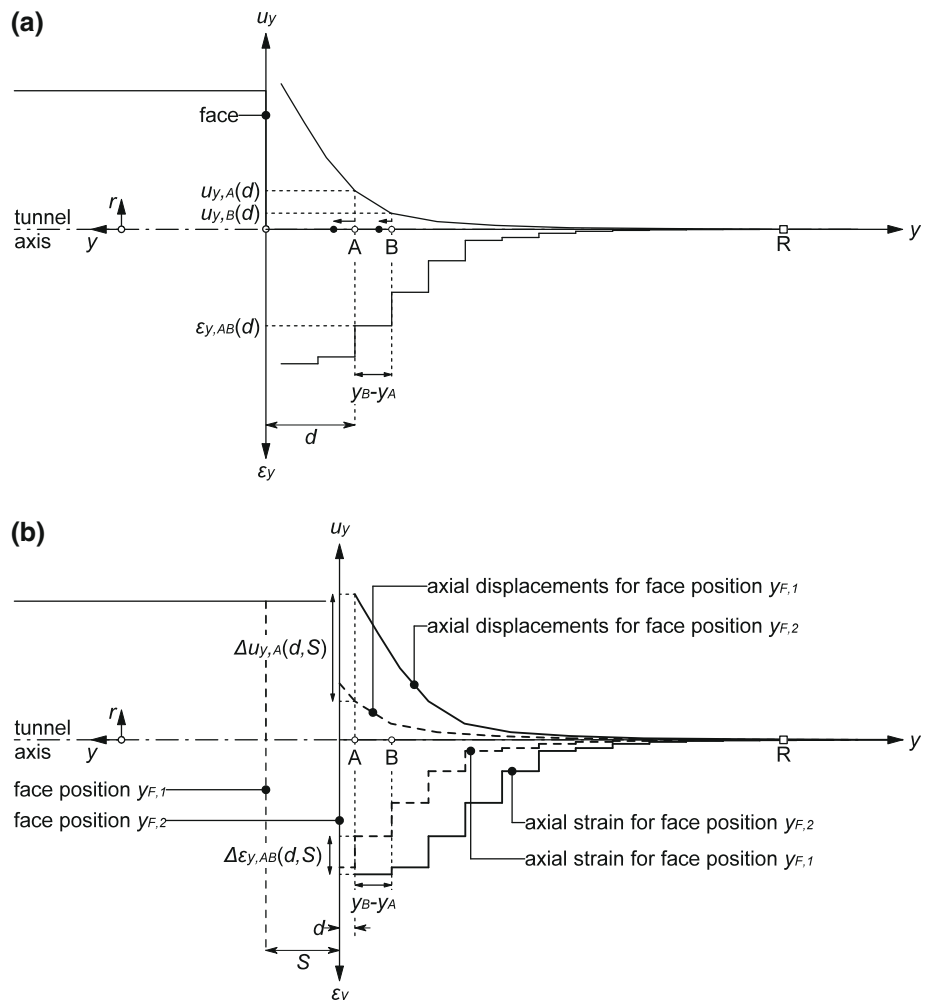 (a)
uy
face
uy,A(d)
uy,B(d)
r
tunnel
axis
y
A
B
R
y
εy,AB(d)
yB-yA
d
εy
(b)
uy
axial displacements for face position yF,1
axial displacements for face position yF,2
Δuy,A(d,S)
r
tunnel
axis
y
A
B
R
y
face position yF,1
face position yF,2
axial strain for face position yF,2
Δεy,AB(d,S)
axial strain for face position yF,1
yB-yA
d
S
εy